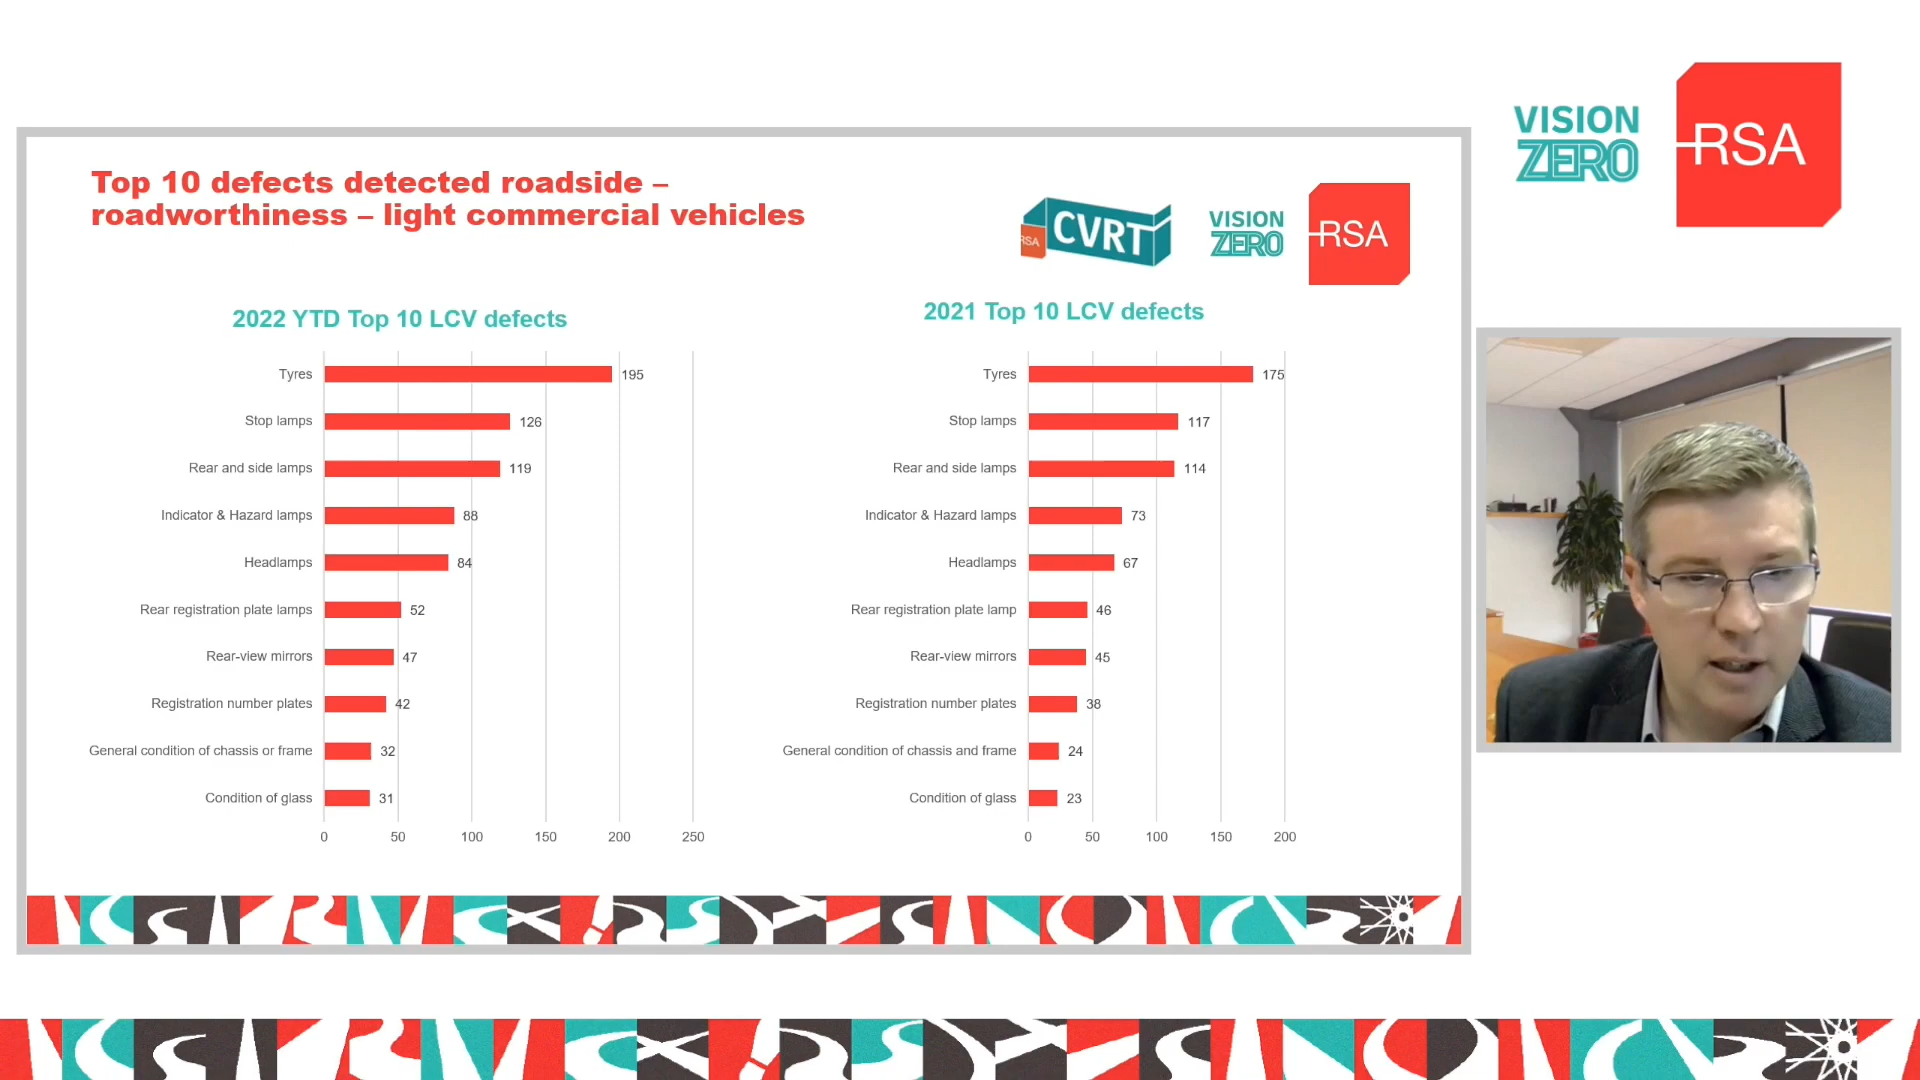 VISION
ZERO
RSA
Top 10 defects detected roadside –
roadworthiness – light commercial vehicles
RSA
CVRT
VISION
ZERO
RSA
2022 YTD Top 10 LCV defects
Tyres 195
Stop lamps 126
Rear and side lamps 119
Indicator & Hazard lamps 88
Headlamps 84
Rear registration plate lamps 52
Rear-view mirrors 47
Registration number plates 42
General condition of chassis or frame 32
Condition of glass 31
0 50 100 150 200 250
2021 Top 10 LCV defects
Tyres 175
Stop lamps 117
Rear and side lamps 114
Indicator & Hazard lamps 73
Headlamps 67
Rear registration plate lamp 46
Rear-view mirrors 45
Registration number plates 38
General condition of chassis and frame 24
Condition of glass 23
0 50 100 150 200